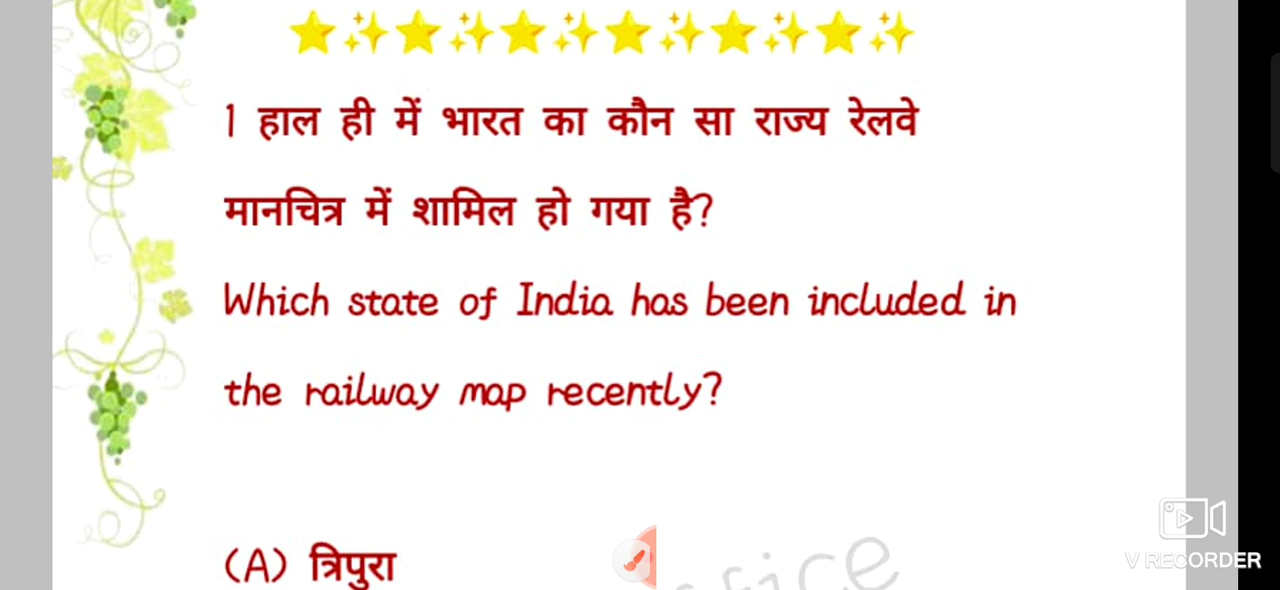 1 हाल ही में भारत का कौन सा राज्य रेलवे
मानचित्र में शामिल हो गया है?
Which state of India has been included in
the railway map recently?
(A) त्रिपुरा
V RECORDER